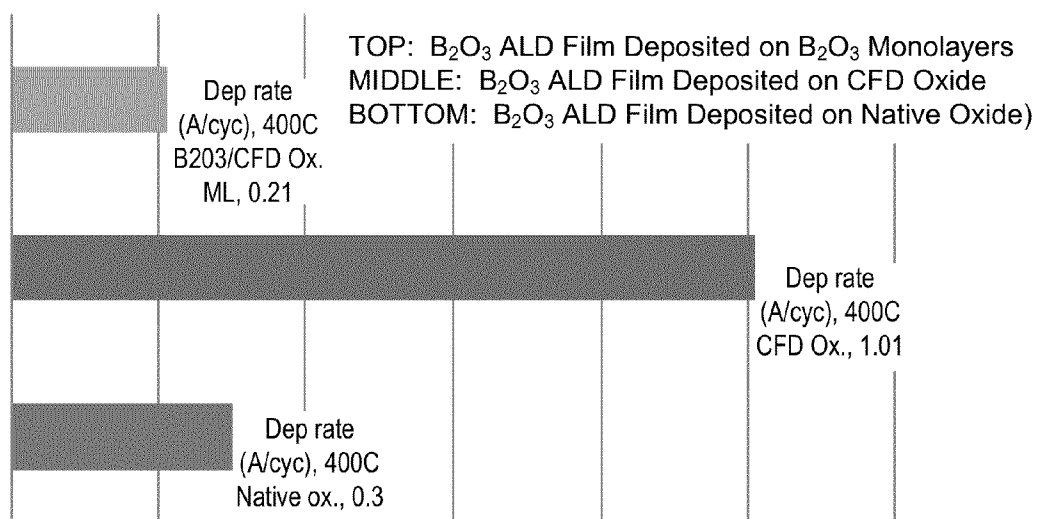 TOP: B₂O₃ ALD Film Deposited on B₂O₃ Monolayers
MIDDLE: B₂O₃ ALD Film Deposited on CFD Oxide
BOTTOM: B₂O₃ ALD Film Deposited on Native Oxide)
Dep rate
(A/cyc), 400C
B203/CFD Ox.
ML, 0.21
Dep rate
(A/cyc), 400C
CFD Ox., 1.01
Dep rate
(A/cyc), 400C
Native ox., 0.3